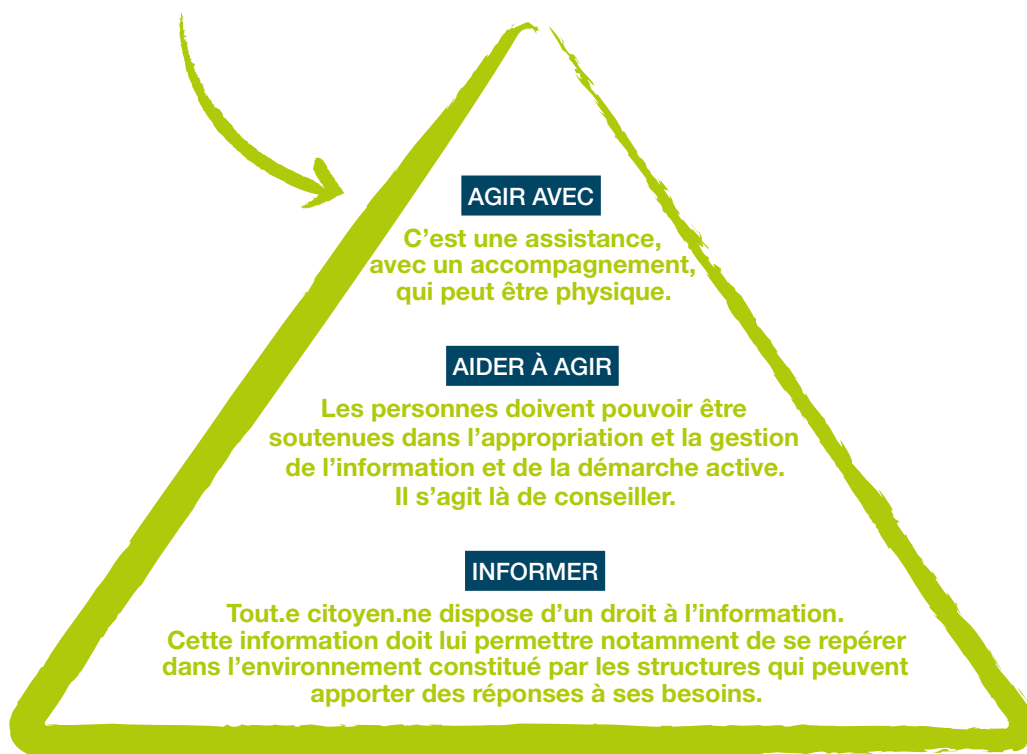 AGIR AVEC
C’est une assistance,
avec un accompagnement,
qui peut être physique.
AIDER À AGIR
Les personnes doivent pouvoir être
soutenues dans l’appropriation et la gestion
de l’information et de la démarche active.
Il s’agit là de conseiller.
INFORMER
Tout.e citoyen.ne dispose d’un droit à l’information.
Cette information doit lui permettre notamment de se repérer
dans l’environnement constitué par les structures qui peuvent
apporter des réponses à ses besoins.